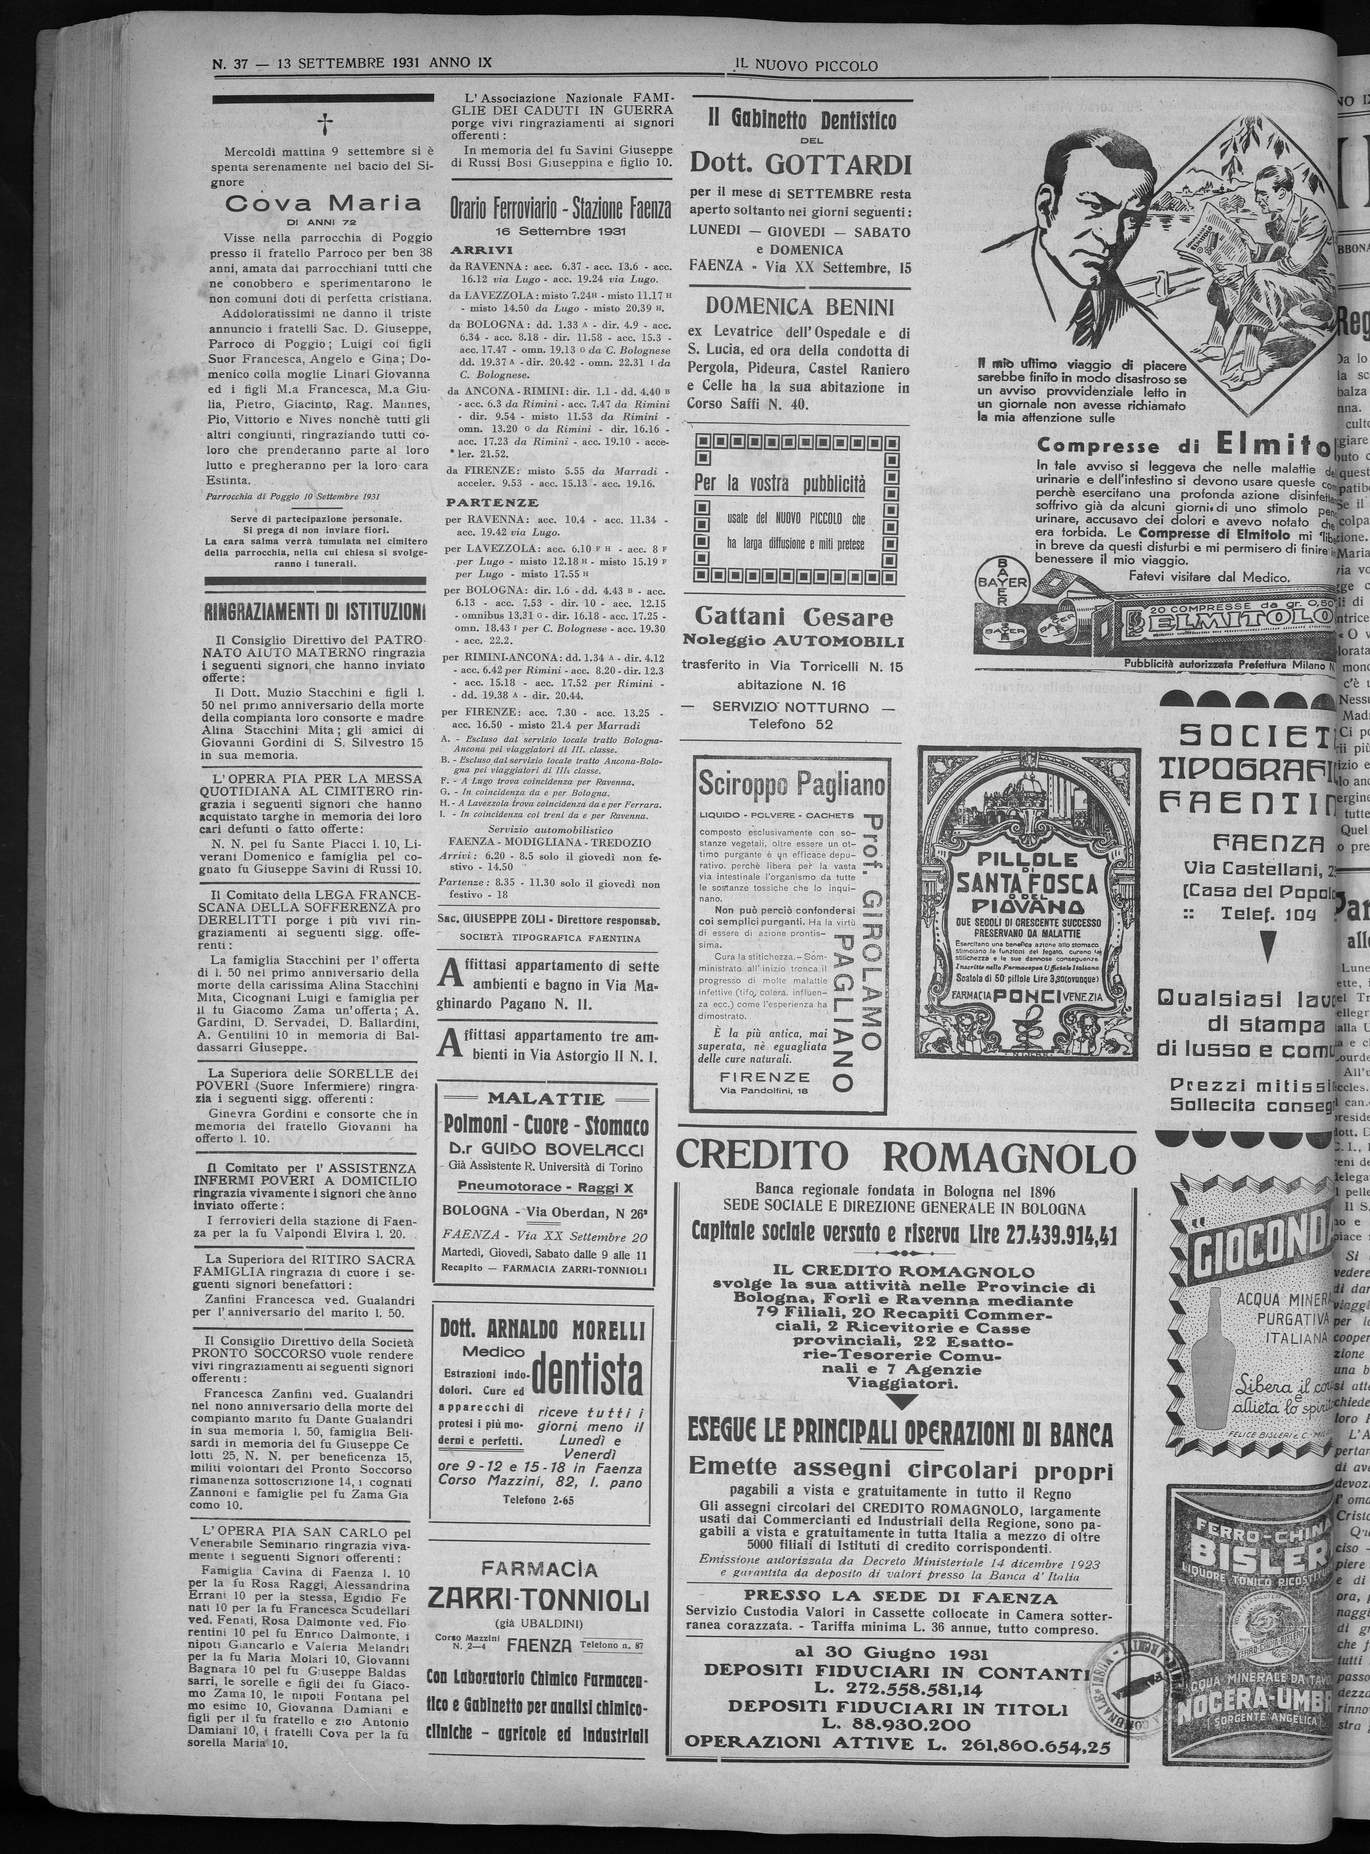 N. 37 — 13 SETTEMBRE 1931 ANNO IX
IL NUOVO PICCOLO
Mercoldì mattina 9 settembre si è
spenta serenamente nel bacio del Si-
gnore
Cova Maria
DI ANNI 72
Visse nella parrocchia di Poggio
presso il fratello Parroco per ben 38
anni, amata dai parrocchiani tutti che
ne conobbero e sperimentarono le
non comuni doti di perfetta cristiana.
Addoloratissimi ne danno il triste
annuncio i fratelli Sac. D. Giuseppe,
Parroco di Poggio; Luigi coi figli
Suor Francesca, Angelo e Gina; Do-
menico colla moglie Linari Giovanna
ed i figli M.a Francesca, M.a Giu-
lia, Pietro, Giacinto, Rag. Mannes,
Pio, Vittorio e Nives nonchè tutti gli
altri congiunti, ringraziando tutti co-
loro che prenderanno parte al loro
lutto e pregheranno per la loro cara
Estinta.
Parrocchia di Poggio 10 Settembre 1931
Serve di partecipazione personale.
Si prega di non inviare fiori.
La cara salma verrà tumulata nel cimitero
della parrocchia, nella cui chiesa si svolge-
ranno i funerali.
RINGRAZIAMENTI DI ISTITUZIONI
Il Consiglio Direttivo del PATRO-
NATO AIUTO MATERNO ringrazia
i seguenti signori che hanno inviato
offerte:
Il Dott. Muzio Stacchini e figli l.
50 nel primo anniversario della morte
della compianta loro consorte e madre
Alina Stacchini Mita; gli amici di
Giovanni Gordini di S. Silvestro 15
in sua memoria.
L'OPERA PIA PER LA MESSA
QUOTIDIANA AL CIMITERO rin-
grazia i seguenti signori che hanno
acquistato targhe in memoria dei loro
cari defunti o fatto offerte:
N. N. pel fu Sante Placci l. 10, Li-
verani Domenico e famiglia pel co-
gnato fu Giuseppe Savini di Russi 10.
Il Comitato della LEGA FRANCE-
SCANA DELLA SOFFERENZA pro
DERELITTI porge i più vivi rin-
graziamenti ai seguenti sigg. offe-
renti:
La famiglia Stacchini per l'offerta
di l. 50 nel primo anniversario della
morte della carissima Alina Stacchini
Mita, Cicognani Luigi e famiglia per
il fu Giacomo Zama un'offerta; A.
Gardini, D. Servadei, D. Ballardini,
A. Gentilini 10 in memoria di Bal-
dassarri Giuseppe.
La Superiora delle SORELLE dei
POVERI (Suore Infermiere) ringra-
zia i seguenti sigg. offerenti:
Ginevra Gordini e consorte che in
memoria del fratello Giovanni ha
offerto l. 10.
Il Comitato per l'ASSISTENZA
INFERMI POVERI A DOMICILIO
ringrazia vivamente i signori che hanno
inviato offerte:
I ferrovieri della stazione di Faen-
za per la fu Valpondi Elvira l. 20.
La Superiora del RITIRO SACRA
FAMIGLIA ringrazia di cuore i se-
guenti signori benefattori:
Zanfini Francesca ved. Gualandri
per l'anniversario del marito l. 50.
Il Consiglio Direttivo della Società
PRONTO SOCCORSO vuole rendere
vivi ringraziamenti ai seguenti signori
offerenti:
Francesca Zanfini ved. Gualandri
nel nono anniversario della morte del
compianto marito fu Dante Gualandri
in sua memoria l. 50, famiglia Beli-
sardi in memoria del fu Giuseppe Ce
lotti 25, N. N. per beneficenza 15,
militi volontari del Pronto Soccorso
rimanenza sottoscrizione 14, i cognati
Zannoni e famiglie pel fu Zama Gia
como 10.
L'OPERA PIA SAN CARLO pel
Venerabile Seminario ringrazia viva-
mente i seguenti Signori offerenti:
Famiglia Cavina di Faenza l. 10
per la fu Rosa Raggi, Alessandrina
Errani 10 per la stessa, Egidio Fe
nati 10 per la fu Francesca Scudellari
ved. Fenati, Rosa Dalmonte ved. Fio-
rentini 10 pel fu Enrico Dalmonte, i
nipoti Giancarlo e Valeria Melandri
per la fu Maria Molari 10, Giovanni
Bagnara 10 pel fu Giuseppe Baldas
sarri, le sorelle e figli del fu Giaco-
mo Zama 10, le nipoti Fontana pel
mo esimo 10, Giovanna Damiani e
figli per il fu fratello e zio Antonio
Damiani 10, i fratelli Cova per la fu
sorella Maria 10.
L'Associazione Nazionale FAMI-
GLIE DEI CADUTI IN GUERRA
porge vivi ringraziamenti ai signori
offerenti:
In memoria del fu Savini Giuseppe
di Russi Bosi Giuseppina e figlio 10.
Orario Ferroviario - Stazione Faenza
16 Settembre 1931
ARRIVI
da RAVENNA: acc. 6.37 - acc. 13.6 - acc.
16.12 via Lugo - acc. 19.24 via Lugo.
da LAVEZZOLA: misto 7.24 H - misto 11.17 H
- misto 14.50 da Lugo - misto 20.39 H.
da BOLOGNA: dd. 1.33 A - dir. 4.9 - acc.
6.34 - acc. 8.18 - dir. 11.58 - acc. 15.3 -
acc. 17.47 - omn. 19.13 G da C. Bolognese
dd. 19.37 A - dir. 20.42 - omn. 22.31 I da
C. Bolognese.
da ANCONA - RIMINI: dir. 1.1 - dd. 4.40 B
- acc. 6.3 da Rimini - acc. 7.47 da Rimini
- dir. 9.54 - misto 11.53 da Rimini -
omn. 13.20 G da Rimini - dir. 16.16 -
acc. 17.23 da Rimini - acc. 19.10 - acce-
ler. 21.52.
da FIRENZE: misto 5.55 da Marradi -
acceler. 9.53 - acc. 15.13 - acc. 19.16.
PARTENZE
per RAVENNA: acc. 10.4 - acc. 11.34 -
acc. 19.42 via Lugo.
per LAVEZZOLA: acc. 6.10 F H - acc. 8 F
per Lugo - misto 12.18 H - misto 15.19 F
per Lugo - misto 17.55 H
per BOLOGNA: dir. 1.6 - dd. 4.43 B - acc.
6.13 - acc. 7.53 - dir. 10 - acc. 12.15
- omnibus 13.31 G - dir. 16.18 - acc. 17.25 -
omn. 18.43 I per C. Bolognese - acc. 19.30
- acc. 22.2.
per RIMINI-ANCONA: dd. 1.34 A - dir. 4.12
- acc. 6.42 per Rimini - acc. 8.20 - dir. 12.3
- acc. 15.18 - acc. 17.52 per Rimini -
- dd. 19.38 A - dir. 20.44.
per FIRENZE: acc. 7.30 - acc. 13.25 -
acc. 16.50 - misto 21.4 per Marradi
A. - Escluso dal servizio locale tratto Bologna-
Ancona pei viaggiatori di III. classe.
B. - Escluso dal servizio locale tratto Ancona-Bolo-
gna pei viaggiatori di III. classe.
F. - A Lugo trova coincidenza per Ravenna.
G. - In coincidenza da e per Bologna.
H. - A Lavezzola trova coincidenza da e per Ferrara.
I. - In coincidenza col treni da e per Ravenna.
Servizio automobilistico
FAENZA - MODIGLIANA - TREDOZIO
Arrivi: 6.20 - 8.5 solo il giovedì non fe-
stivo - 14.50
Partenze: 8.35 - 11.30 solo il giovedì non
festivo - 18
Sac. GIUSEPPE ZOLI - Direttore responsab.
SOCIETÀ TIPOGRAFICA FAENTINA
Affittasi appartamento di sette
ambienti e bagno in Via Ma-
ghinardo Pagano N. II.
Affittasi appartamento tre am-
bienti in Via Astorgio II N. I.
MALATTIE
Polmoni - Cuore - Stomaco
D.r GUIDO BOVELACCI
Già Assistente R. Università di Torino
Pneumotorace - Raggi X
BOLOGNA - Via Oberdan, N 26²
FAENZA - Via XX Settembre 20
Martedì, Giovedì, Sabato dalle 9 alle 11
Recapito — FARMACIA ZARRI-TONNIOLI
Dott. ARNALDO MORELLI
Medico dentista
Estrazioni indo-
dolori. Cure ed
apparecchi di
protesi i più mo-
derni e perfetti.
riceve tutti i
giorni meno il
Lunedì e
Venerdì
ore 9-12 e 15-18 in Faenza
Corso Mazzini, 82, I. pano
Telefono 2-65
FARMACIA
ZARRI-TONNIOLI
(già UBALDINI)
Corso Mazzini
N. 2—4
FAENZA
Telefono n. 87
Con Laboratorio Chimico Farmaceu-
tico e Gabinetto per analisi chimico-
cliniche - agricole ed industriali
Il Gabinetto Dentistico
DEL
Dott. GOTTARDI
per il mese di SETTEMBRE resta
aperto soltanto nei giorni seguenti:
LUNEDI — GIOVEDI — SABATO
e DOMENICA
FAENZA - Via XX Settembre, 15
DOMENICA BENINI
ex Levatrice dell'Ospedale e di
S. Lucia, ed ora della condotta di
Pergola, Pideura, Castel Raniero
e Celle ha la sua abitazione in
Corso Saffi N. 40.
Per la vostra pubblicità
usate del NUOVO PICCOLO che
ha larga diffusione e miti pretese
Cattani Cesare
Noleggio AUTOMOBILI
trasferito in Via Torricelli N. 15
abitazione N. 16
— SERVIZIO NOTTURNO —
Telefono 52
Sciroppo Pagliano
LIQUIDO - POLVERE - CACHETS
composto esclusivamente con so-
stanze vegetali, oltre essere un ot-
timo purgante è un efficace depu-
rativo, perchè libera per la vasta
via intestinale l'organismo da tutte
le sostanze tossiche che lo inqui-
nano.
Non può perciò confondersi
coi semplici purganti. Ha la virtù
di essere di azione prontis-
sima.
Cura la stitichezza. - Som-
ministrato all'inizio tronca il
progresso di molte malattie
infettive (tifo, colera, influen-
za ecc.) come l'esperienza ha
dimostrato.
È la più antica, mai
superata, nè eguagliata
delle cure naturali.
FIRENZE
Via Pandolfini, 18
Prof. GIROLAMO
PAGLIANO
PILLOLE
DI
SANTA FOSCA
O DEL
PIOVANO
DUE SECOLI DI CRESCENTE SUCCESSO
PRESERVANO DA MALATTIE
Esercitano una benefica azione sullo stomaco,
stimolano le funzioni del fegato, curano la
stitichezza e le sue dannose conseguenze.
Inscritte nella Farmacopea Ufficiale Italiana
Scatola di 50 pillole Lire 3,30 (ovunque)
FARMACIA PONCI VENEZIA
CREDITO ROMAGNOLO
Banca regionale fondata in Bologna nel 1896
SEDE SOCIALE E DIREZIONE GENERALE IN BOLOGNA
Capitale sociale versato e riserva Lire 27.439.914,41
IL CREDITO ROMAGNOLO
svolge la sua attività nelle Provincie di
Bologna, Forlì e Ravenna mediante
79 Filiali, 20 Recapiti Commer-
ciali, 2 Ricevitorie e Casse
provinciali, 22 Esatto-
rie-Tesorerie Comu-
nali e 7 Agenzie
Viaggiatori.
ESEGUE LE PRINCIPALI OPERAZIONI DI BANCA
Emette assegni circolari propri
pagabili a vista e gratuitamente in tutto il Regno
Gli assegni circolari del CREDITO ROMAGNOLO, largamente
usati dai Commercianti ed Industriali della Regione, sono pa-
gabili a vista e gratuitamente in tutta Italia a mezzo di oltre
5000 filiali di Istituti di credito corrispondenti.
Emissione autorizzata da Decreto Ministeriale 14 dicembre 1923
e garantita da deposito di valori presso la Banca d'Italia
PRESSO LA SEDE DI FAENZA
Servizio Custodia Valori in Cassette collocate in Camera sotter-
ranea corazzata. - Tariffa minima L. 36 annue, tutto compreso.
al 30 Giugno 1931
DEPOSITI FIDUCIARI IN CONTANTI
L. 272.558.581,14
DEPOSITI FIDUCIARI IN TITOLI
L. 88.930.200
OPERAZIONI ATTIVE L. 261,860.654,25
Il mio ultimo viaggio di piacere
sarebbe finito in modo disastroso se
un avviso provvidenziale letto in
un giornale non avesse richiamato
la mia attenzione sulle
Compresse di Elmito
In tale avviso si leggeva che nelle malattie
urinarie e dell'intestino si devono usare queste
perchè esercitano una profonda azione
soffrivo già da alcuni giorni di uno stimolo
urinare, accusavo dei dolori e avevo notato che
era torbida. Le Compresse di Elmitolo mi
in breve da questi disturbi e mi permisero di finire
benessere il mio viaggio.
Fatevi visitare dal Medico.
BAYER
20 COMPRESSE da gr. 0,50
ELMITOLO
Pubblicità autorizzata Prefettura Milano N
SOCIET
TIPOGRAFI
FAENTIN
FAENZA
Via Castellani, 2
(Casa del Popolo
:: Telef. 104
Qualsiasi lavo
di stampa
di lusso e comu
Prezzi mitissi
Sollecita conseg
"GIOCONDA
ACQUA MINERA
PURGATIVA
ITALIANA
Libera il cor
e
allieta lo spirit
FELICE BISLERI E C.
FERRO-CHINA
BISLER
LIQUORE TONICO RICOSTIT
ACQUA MINERALE DA TAVO
NOCERA-UMBR
(SORGENTE ANGELICA)